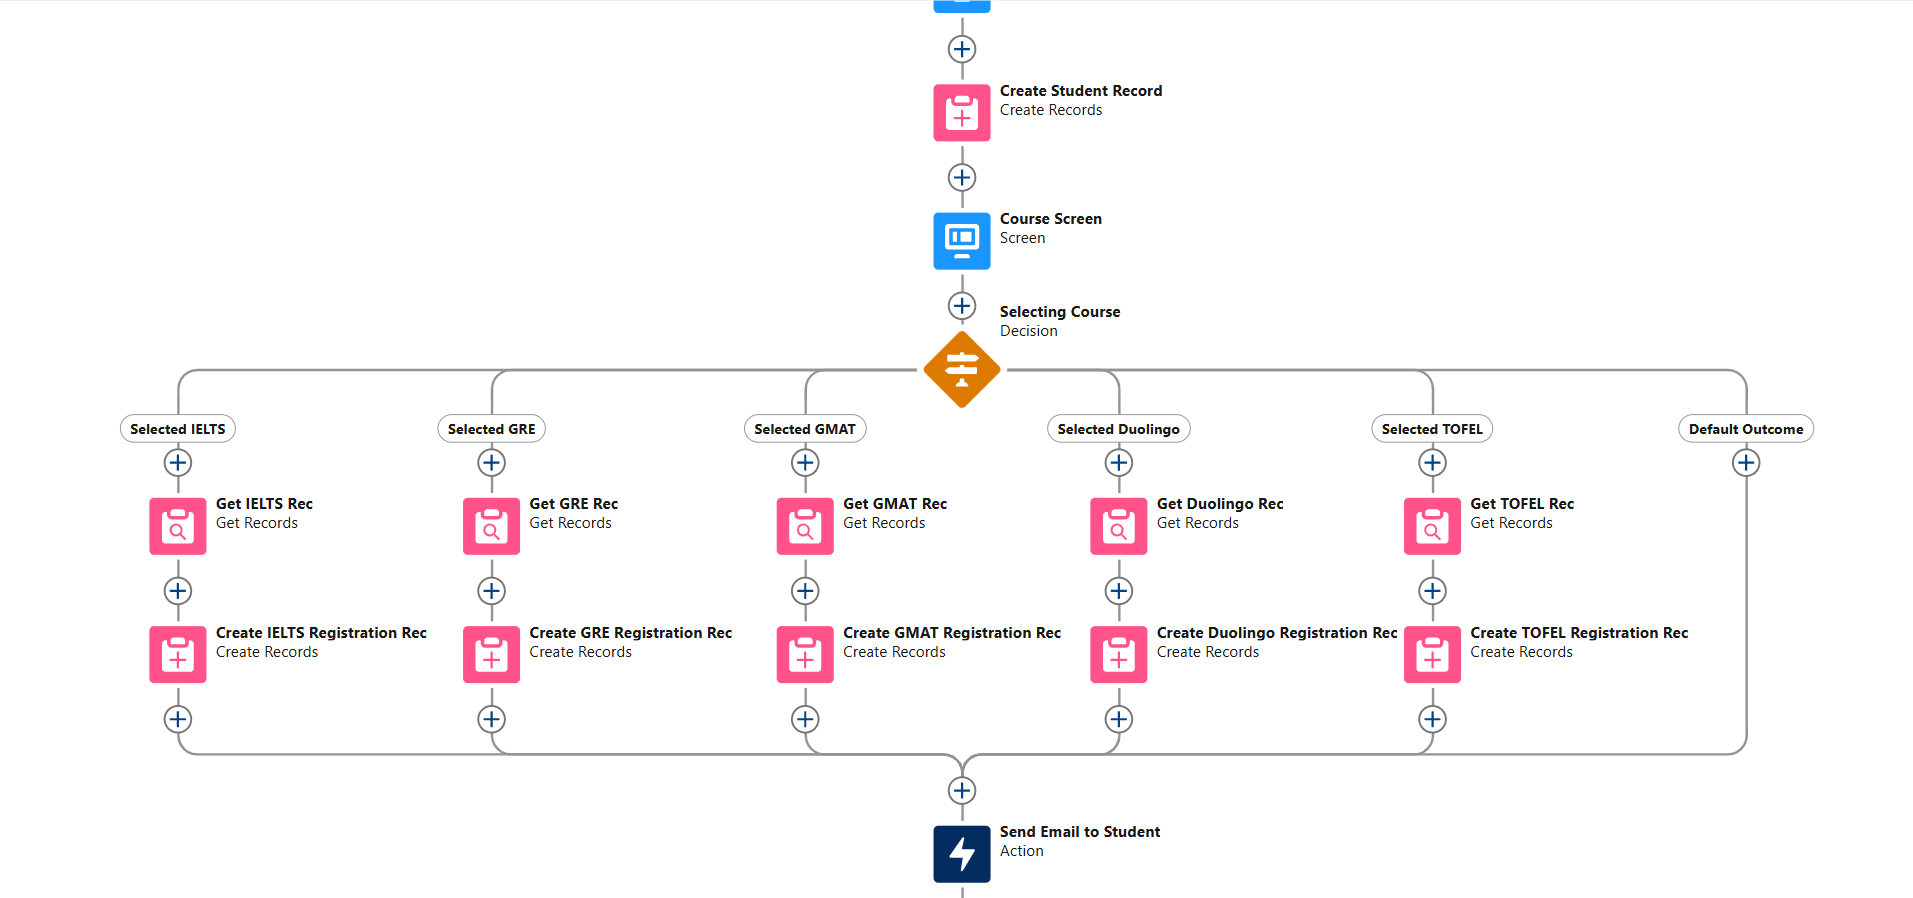 Create Student Record
Create Records
Course Screen
Screen
Selecting Course
Decision
Selected IELTS
Selected GRE
Selected GMAT
Selected Duolingo
Selected TOFEL
Default Outcome
Get IELTS Rec
Get Records
Get GRE Rec
Get Records
Get GMAT Rec
Get Records
Get Duolingo Rec
Get Records
Get TOFEL Rec
Get Records
Create IELTS Registration Rec
Create Records
Create GRE Registration Rec
Create Records
Create GMAT Registration Rec
Create Records
Create Duolingo Registration Rec
Create Records
Create TOFEL Registration Rec
Create Records
Send Email to Student
Action